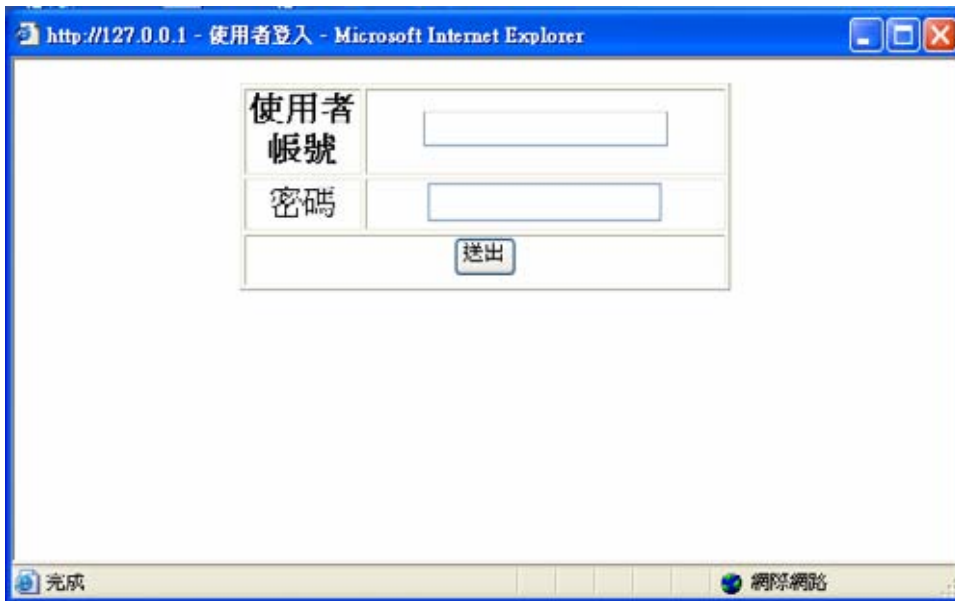 http://127.0.0.1 - 使用者登入 - Microsoft Internet Explorer
使用者
帳號
密碼
送出
完成
網際網路